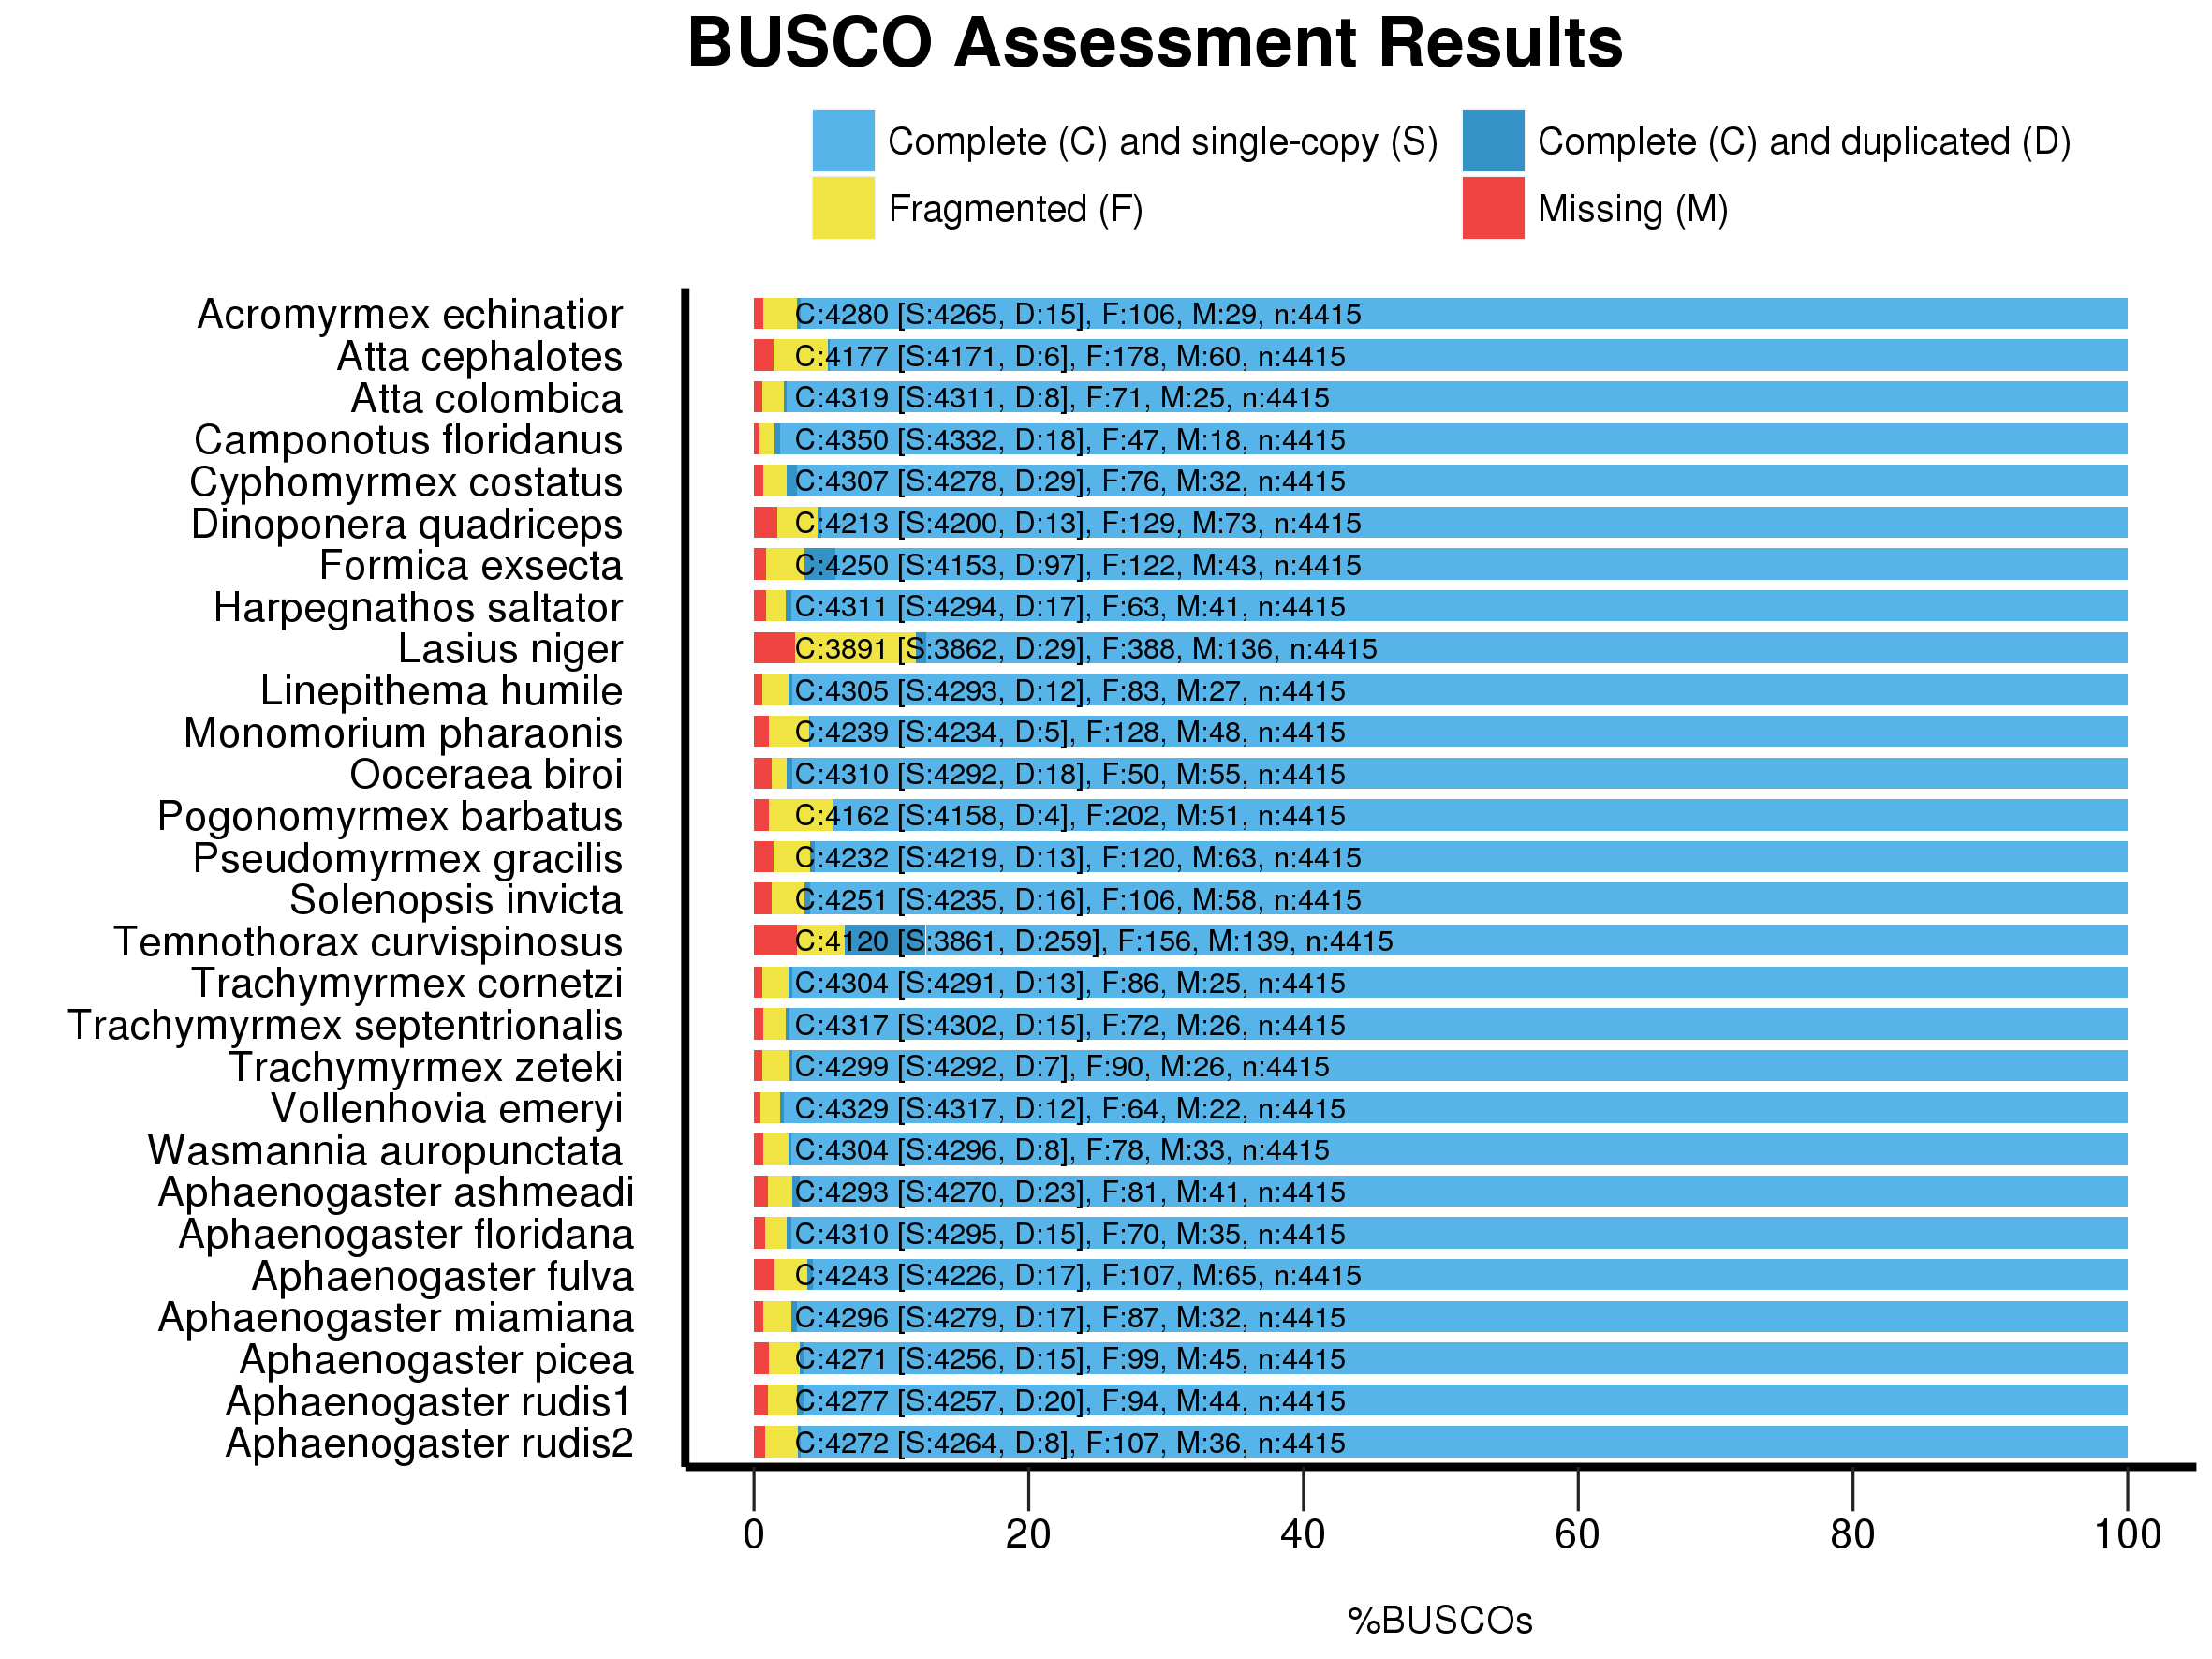 BUSCO Assessment Results
Complete (C) and single-copy (S) Complete (C) and duplicated (D)
Fragmented (F) Missing (M)
Acromyrmex echinatior C:4280 [S:4265, D:15], F:106, M:29, n:4415
Atta cephalotes C:4177 [S:4171, D:6], F:178, M:60, n:4415
Atta colombica C:4319 [S:4311, D:8], F:71, M:25, n:4415
Camponotus floridanus C:4350 [S:4332, D:18], F:47, M:18, n:4415
Cyphomyrmex costatus C:4307 [S:4278, D:29], F:76, M:32, n:4415
Dinoponera quadriceps C:4213 [S:4200, D:13], F:129, M:73, n:4415
Formica exsecta C:4250 [S:4153, D:97], F:122, M:43, n:4415
Harpegnathos saltator C:4311 [S:4294, D:17], F:63, M:41, n:4415
Lasius niger C:3891 [S:3862, D:29], F:388, M:136, n:4415
Linepithema humile C:4305 [S:4293, D:12], F:83, M:27, n:4415
Monomorium pharaonis C:4239 [S:4234, D:5], F:128, M:48, n:4415
Ooceraea biroi C:4310 [S:4292, D:18], F:50, M:55, n:4415
Pogonomyrmex barbatus C:4162 [S:4158, D:4], F:202, M:51, n:4415
Pseudomyrmex gracilis C:4232 [S:4219, D:13], F:120, M:63, n:4415
Solenopsis invicta C:4251 [S:4235, D:16], F:106, M:58, n:4415
Temnothorax curvispinosus C:4120 [S:3861, D:259], F:156, M:139, n:4415
Trachymyrmex cornetzi C:4304 [S:4291, D:13], F:86, M:25, n:4415
Trachymyrmex septentrionalis C:4317 [S:4302, D:15], F:72, M:26, n:4415
Trachymyrmex zeteki C:4299 [S:4292, D:7], F:90, M:26, n:4415
Vollenhovia emeryi C:4329 [S:4317, D:12], F:64, M:22, n:4415
Wasmannia auropunctata C:4304 [S:4296, D:8], F:78, M:33, n:4415
Aphaenogaster ashmeadi C:4293 [S:4270, D:23], F:81, M:41, n:4415
Aphaenogaster floridana C:4310 [S:4295, D:15], F:70, M:35, n:4415
Aphaenogaster fulva C:4243 [S:4226, D:17], F:107, M:65, n:4415
Aphaenogaster miamiana C:4296 [S:4279, D:17], F:87, M:32, n:4415
Aphaenogaster picea C:4271 [S:4256, D:15], F:99, M:45, n:4415
Aphaenogaster rudis1 C:4277 [S:4257, D:20], F:94, M:44, n:4415
Aphaenogaster rudis2 C:4272 [S:4264, D:8], F:107, M:36, n:4415
0 20 40 60 80 100
%BUSCOs